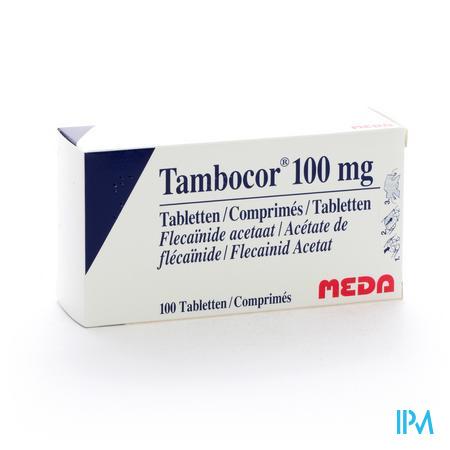 Tambocor® 100 mg
Tabletten/Comprimés/Tabletten
Flecaïnide acetaat/Acétate de
flécaïnide/Flecainid Acetat
100 Tabletten/Comprimés
MEDA
IPM